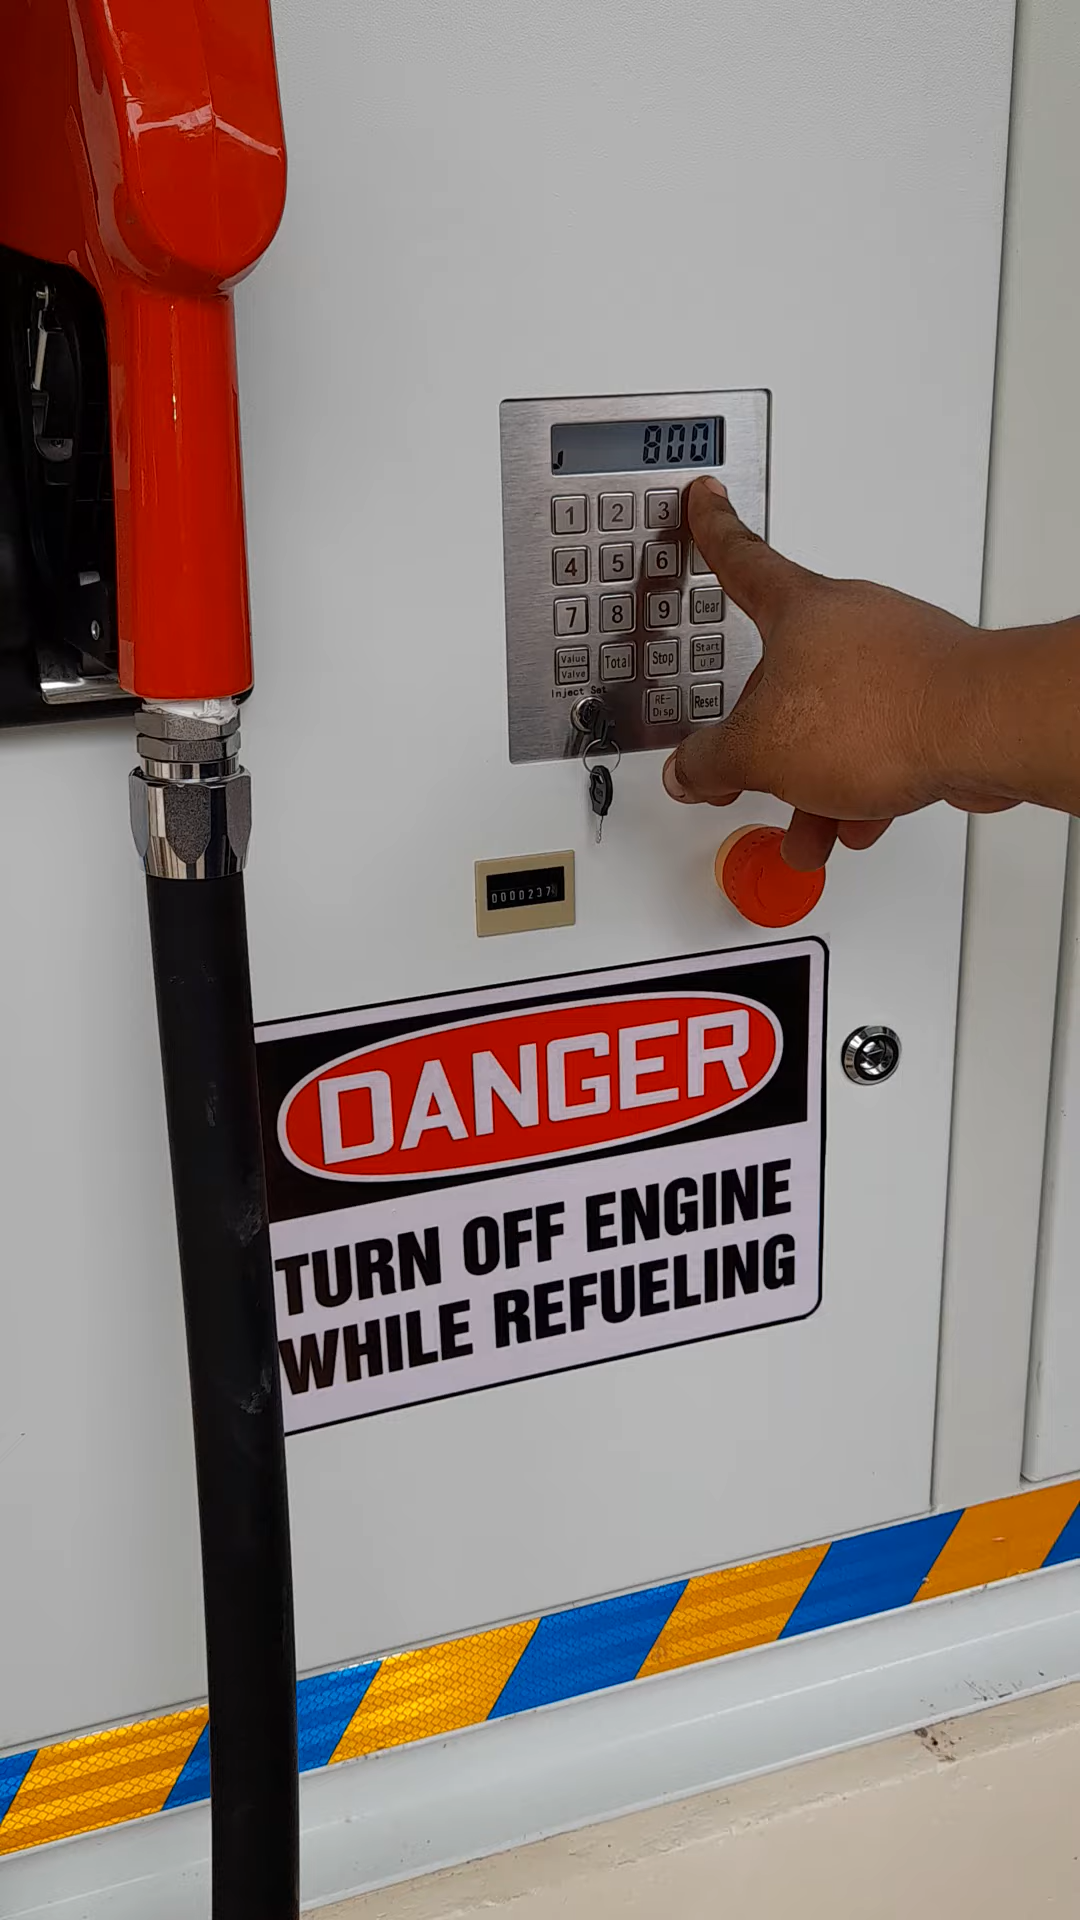 800
1 2 3
4 5 6
7 8 9 Clear
Value
Valve
Total
Stop
Start
UP
Inject Set
RE-
Disp
Reset
0000237
DANGER
TURN OFF ENGINE
WHILE REFUELING